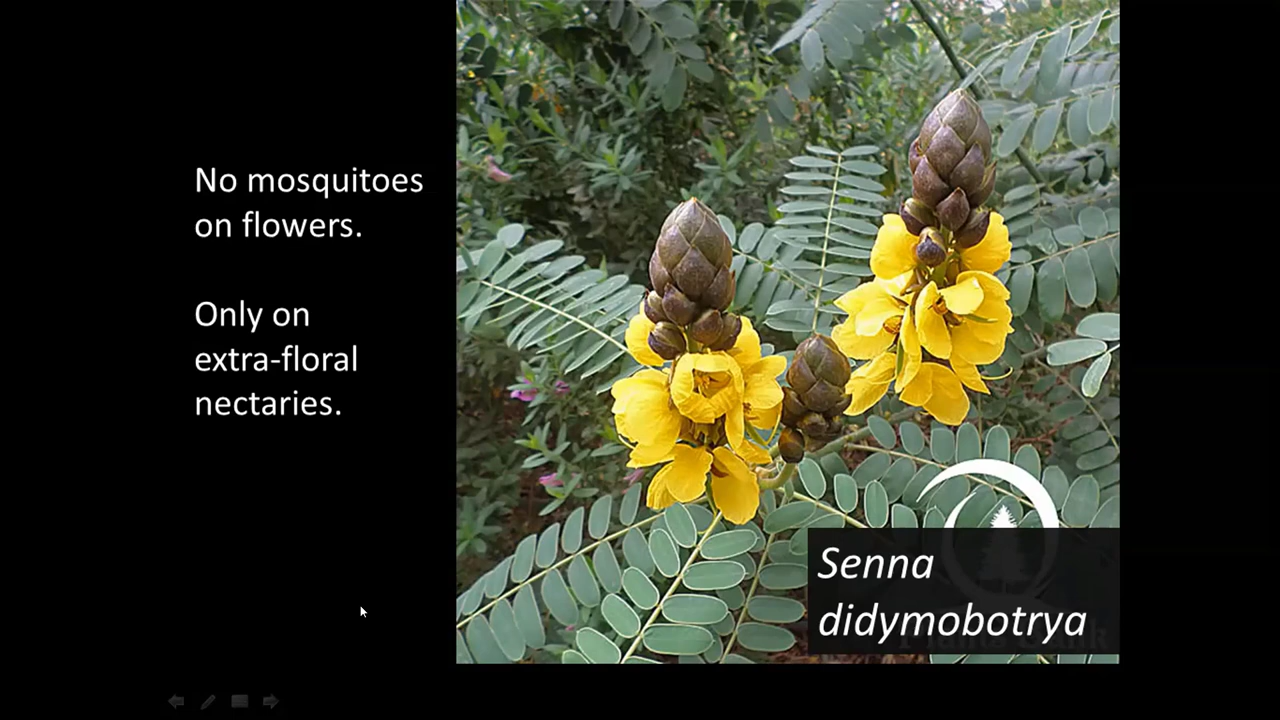 No mosquitoes
on flowers.
Only on
extra-floral
nectaries.
Senna
didymobotrya